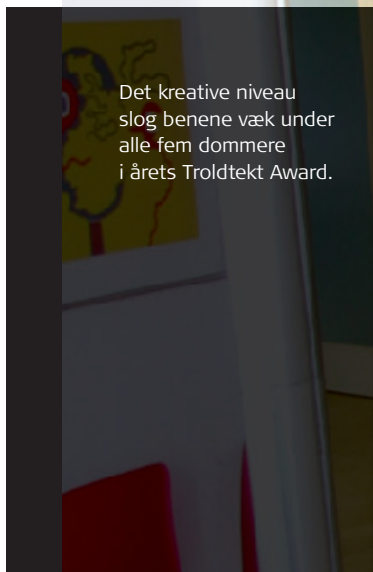 Det kreative niveau
slog benene væk under
alle fem dommere
i årets Troldtekt Award.